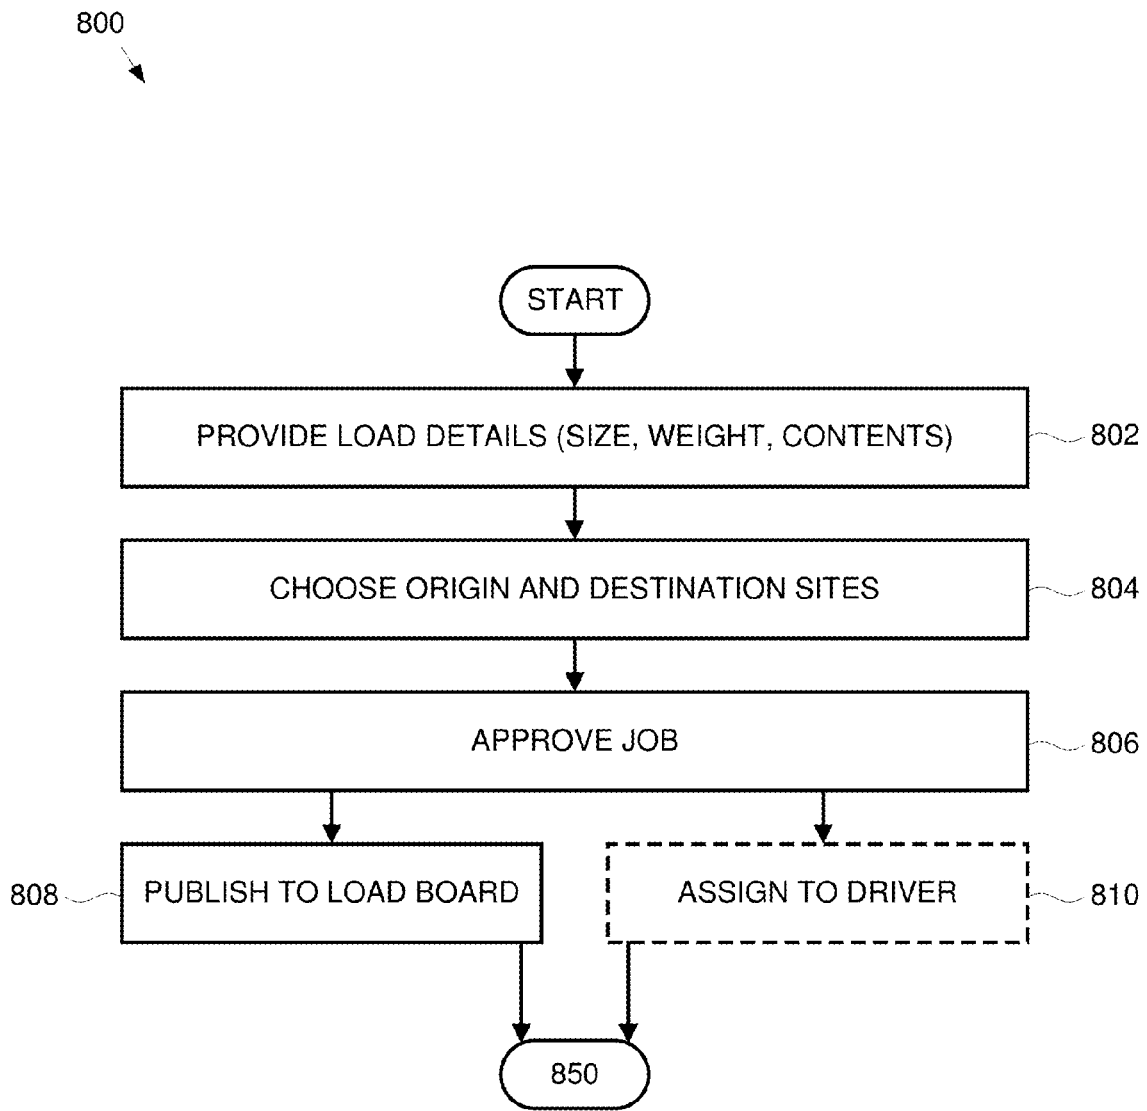 800
START
PROVIDE LOAD DETAILS (SIZE, WEIGHT, CONTENTS)
802
CHOOSE ORIGIN AND DESTINATION SITES
804
APPROVE JOB
806
808
PUBLISH TO LOAD BOARD
ASSIGN TO DRIVER
810
850